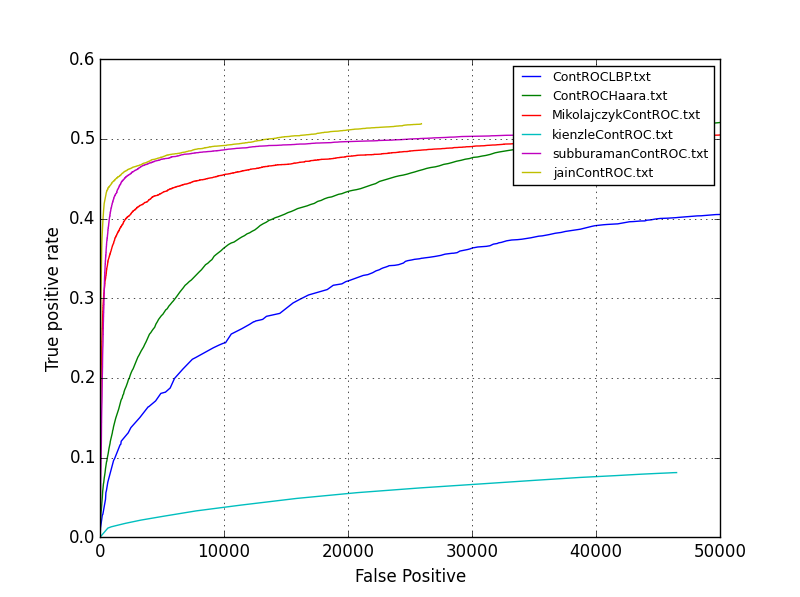 0.6
0.5
0.4
0.3
0.2
0.1
0.0
True positive rate
ContROCLBP.txt
ContROCHaara.txt
MikolajczykContROC.txt
kienzleContROC.txt
subburamanContROC.txt
jainContROC.txt
0 10000 20000 30000 40000 50000
False Positive